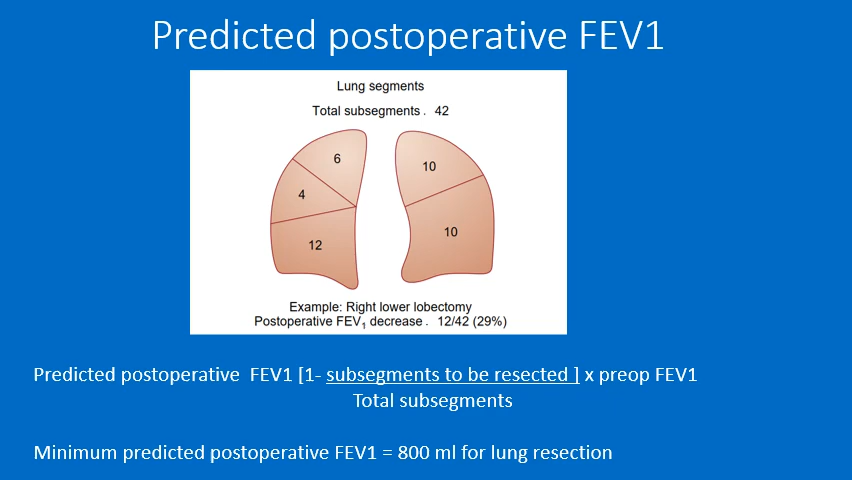 Predicted postoperative FEV1
Lung segments
Total subsegments . 42
6
10
4
12
10
Example: Right lower lobectomy
Postoperative FEV1 decrease . 12/42 (29%)
Predicted postoperative FEV1 [1- subsegments to be resected ] x preop FEV1
Total subsegments
Minimum predicted postoperative FEV1 = 800 ml for lung resection